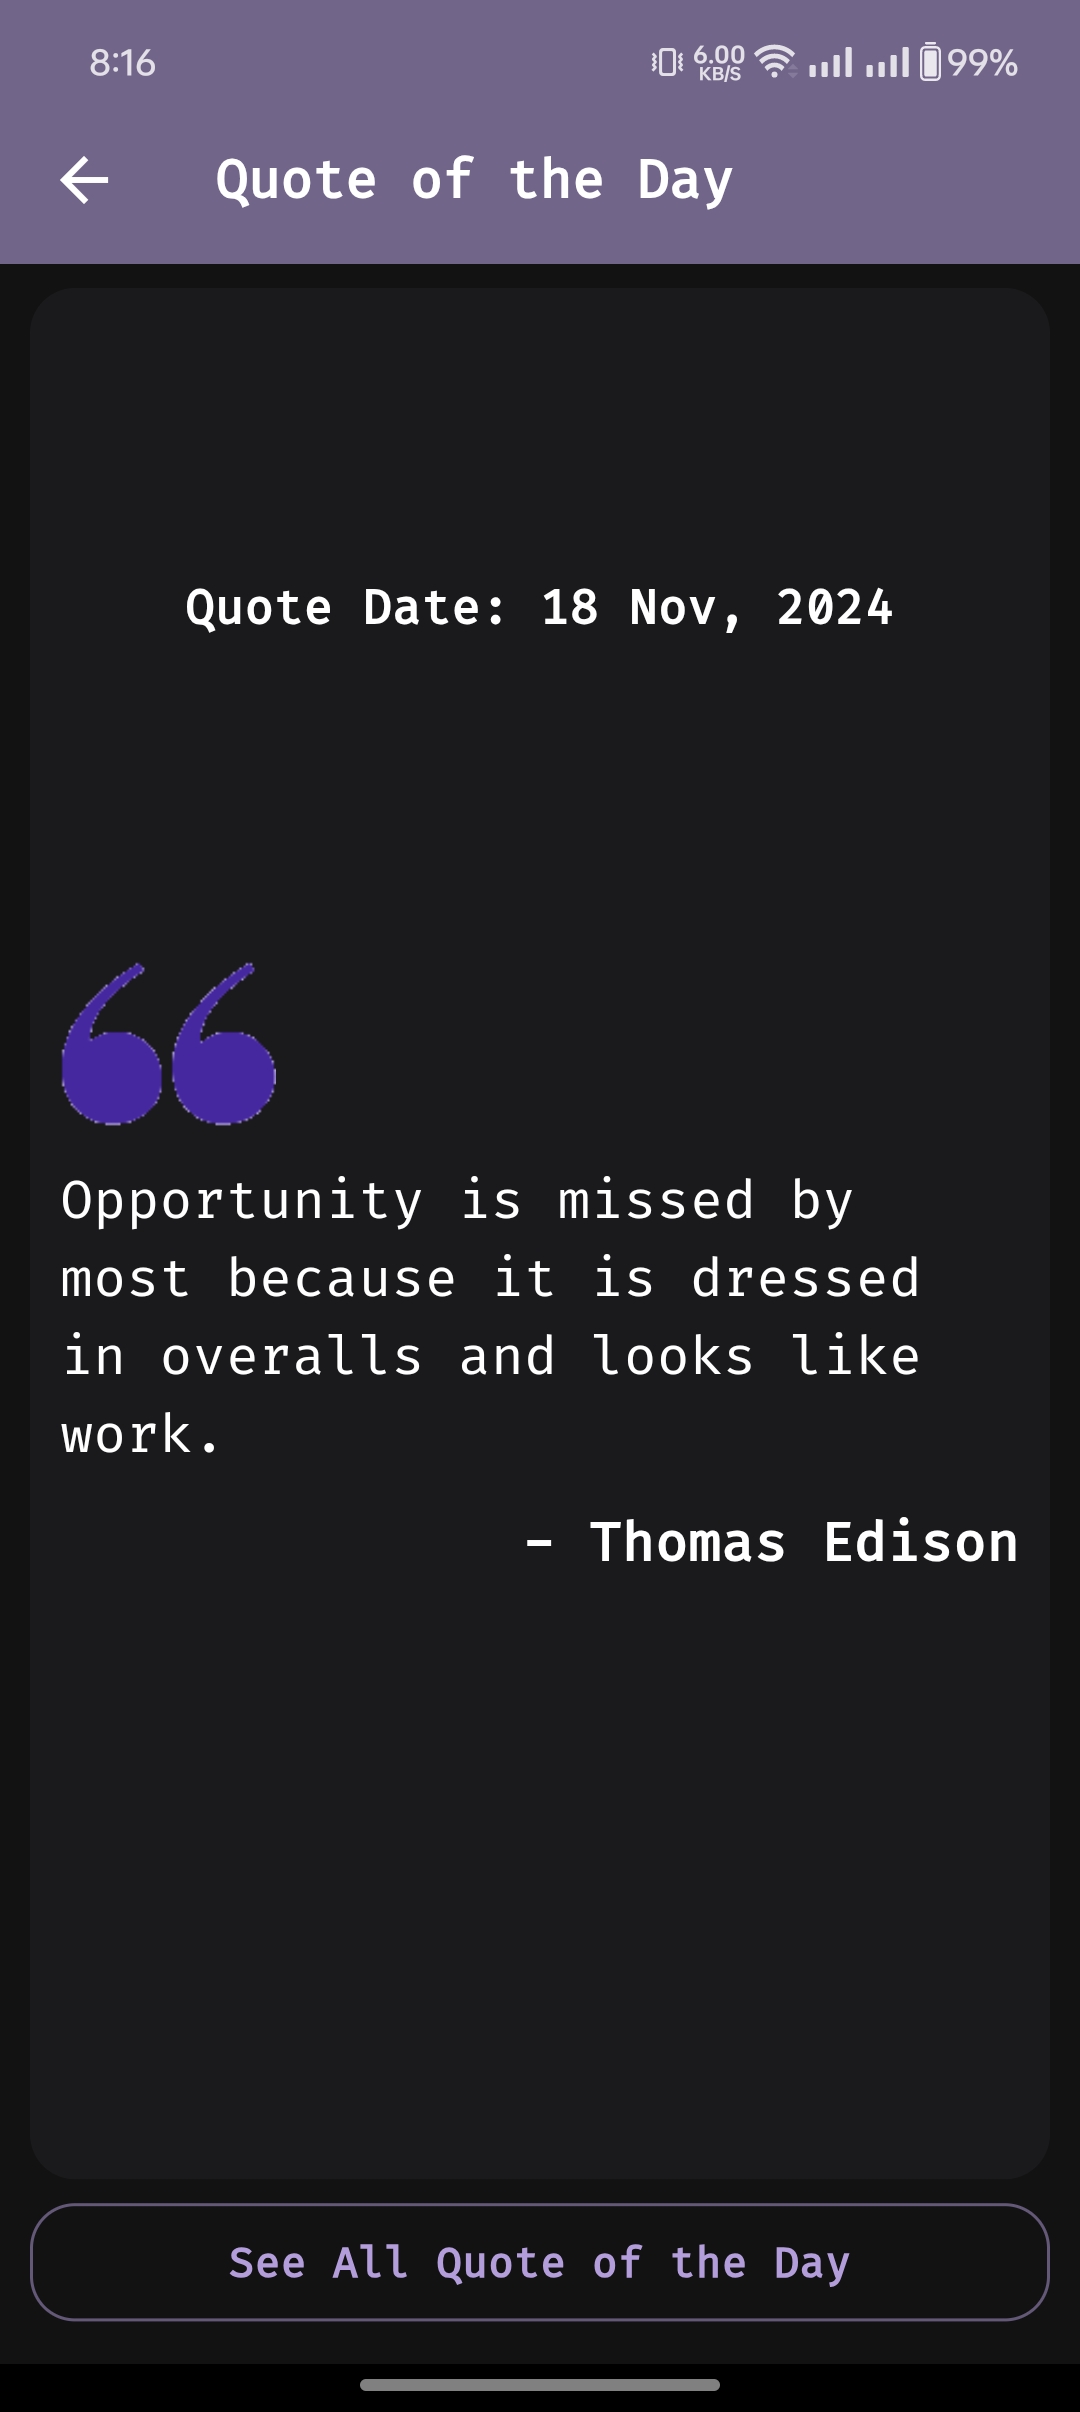 8:16
6.00
KB/S
99%
Quote of the Day
Quote Date: 18 Nov, 2024
Opportunity is missed by
most because it is dressed
in overalls and looks like
work.
- Thomas Edison
See All Quote of the Day